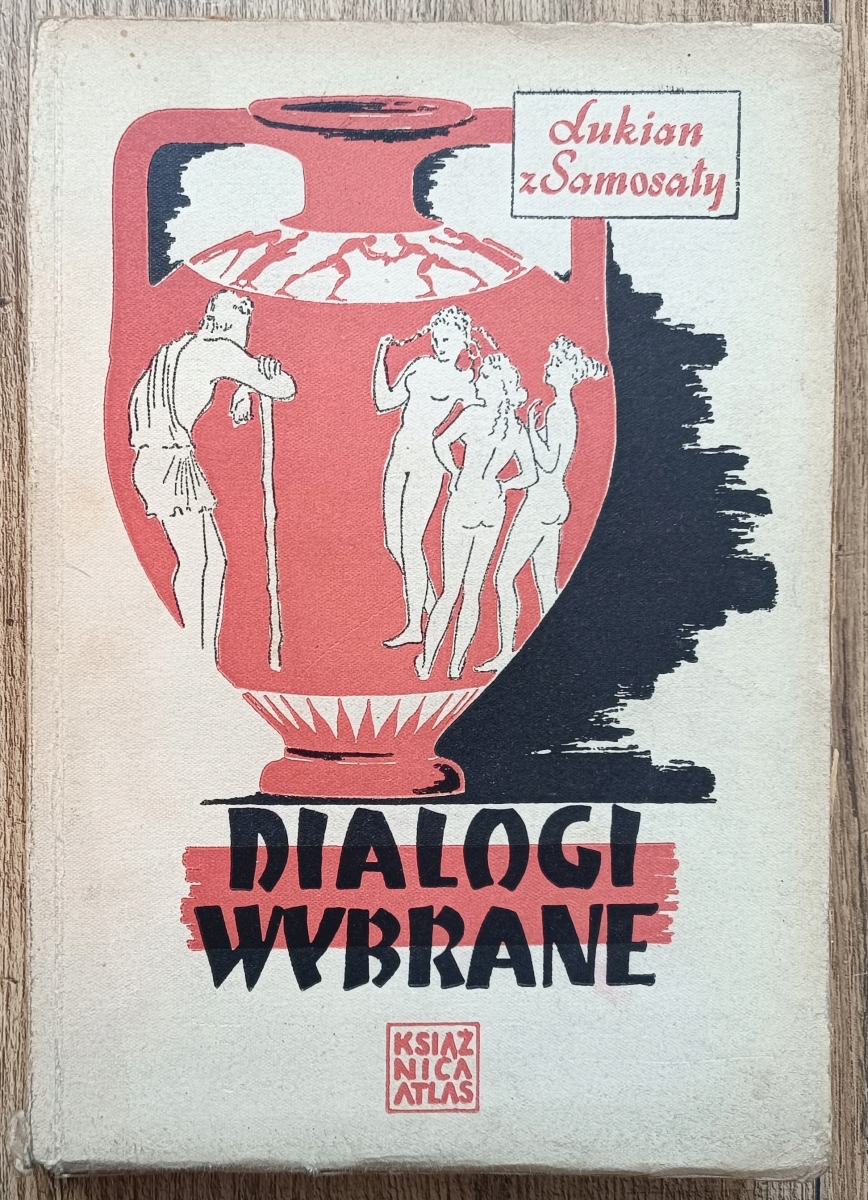 Lukian
z Samosaty
DIALOGI
WYBRANE
KSIĄŻ
NICA
ATLAS